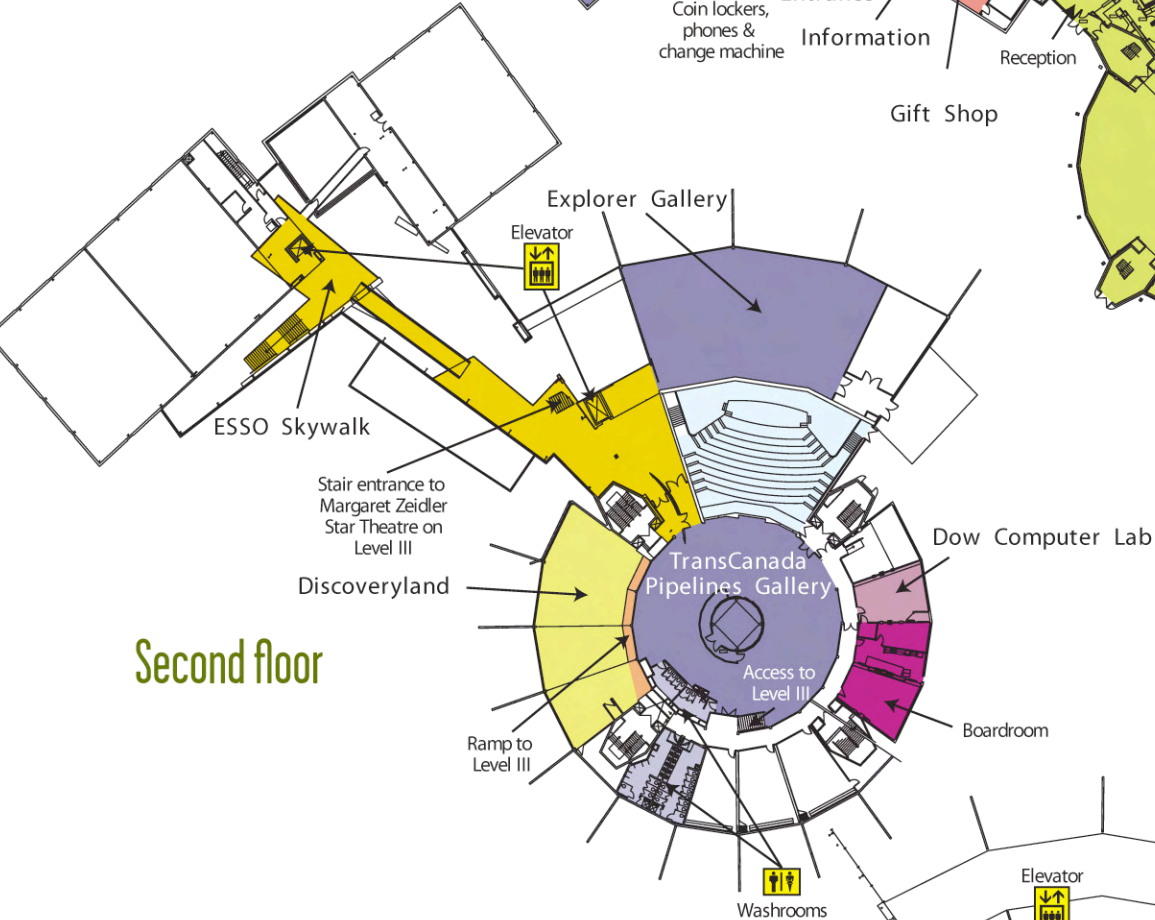 Coin lockers,
phones &
change machine
Entrance
Information
Reception
Gift Shop
Explorer Gallery
Elevator
ESSO Skywalk
Stair entrance to
Margaret Zeidler
Star Theatre on
Level III
Discoveryland
TransCanada
Pipelines Gallery
Dow Computer Lab
Second floor
Access to
Level III
Boardroom
Ramp to
Level III
Washrooms
Elevator